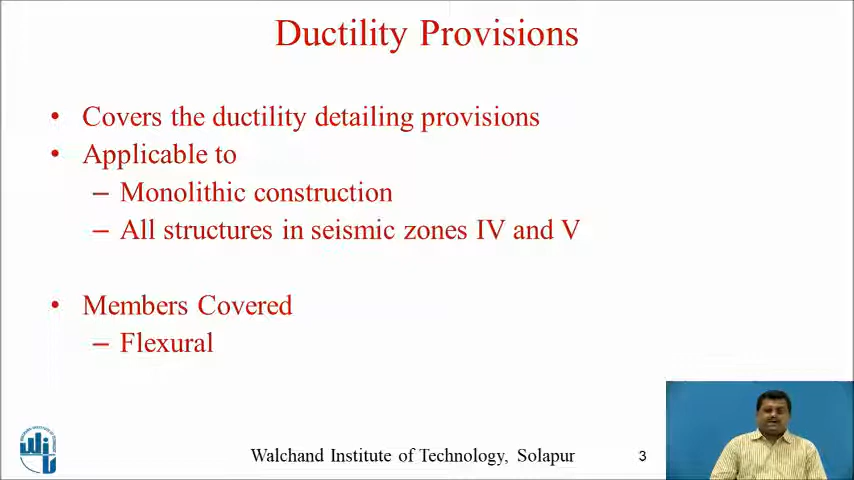 Ductility Provisions
• Covers the ductility detailing provisions
• Applicable to
– Monolithic construction
– All structures in seismic zones IV and V
• Members Covered
– Flexural
Walchand Institute of Technology, Solapur
3